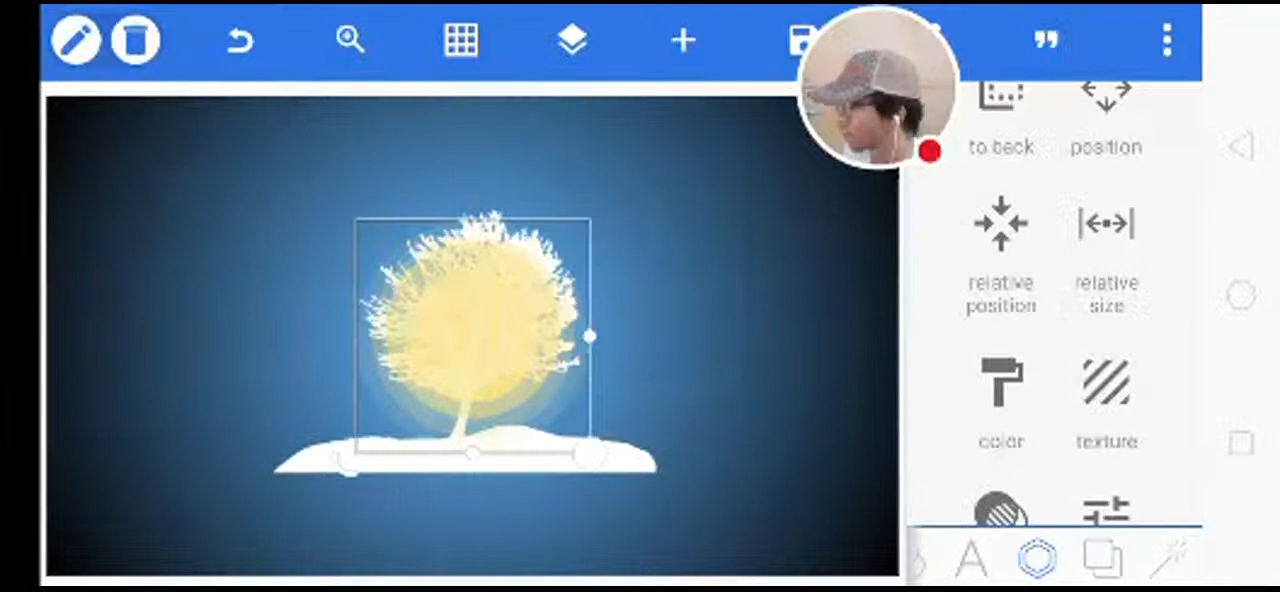 to back position
relative position
relative size
color texture